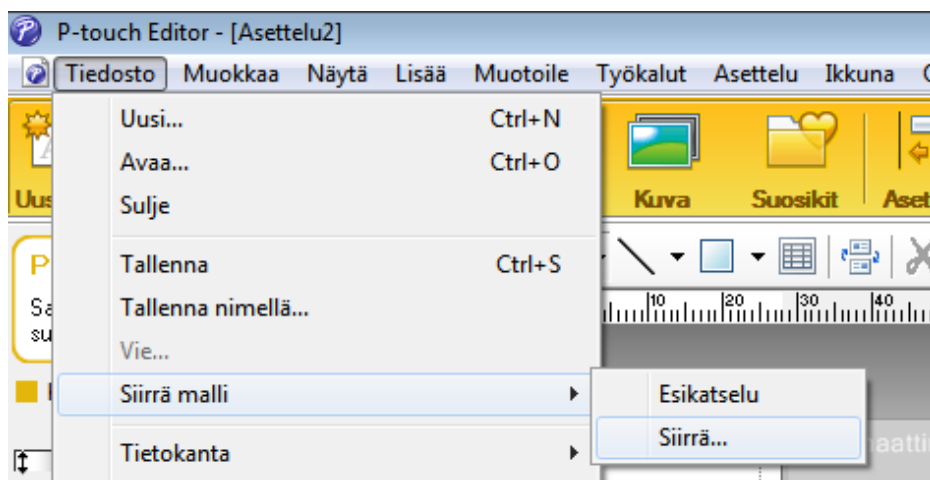 P-touch Editor - [Asettelu2]
Tiedosto Muokkaa Näytä Lisää Muotoile Työkalut Asettelu Ikkuna
Uusi... Ctrl+N
Avaa... Ctrl+O
Sulje
Kuva Suosikit
Tallenna Ctrl+S
Tallenna nimellä...
10 20 30 40
Vie...
Siirrä malli
Esikatselu
Siirrä...
Tietokanta